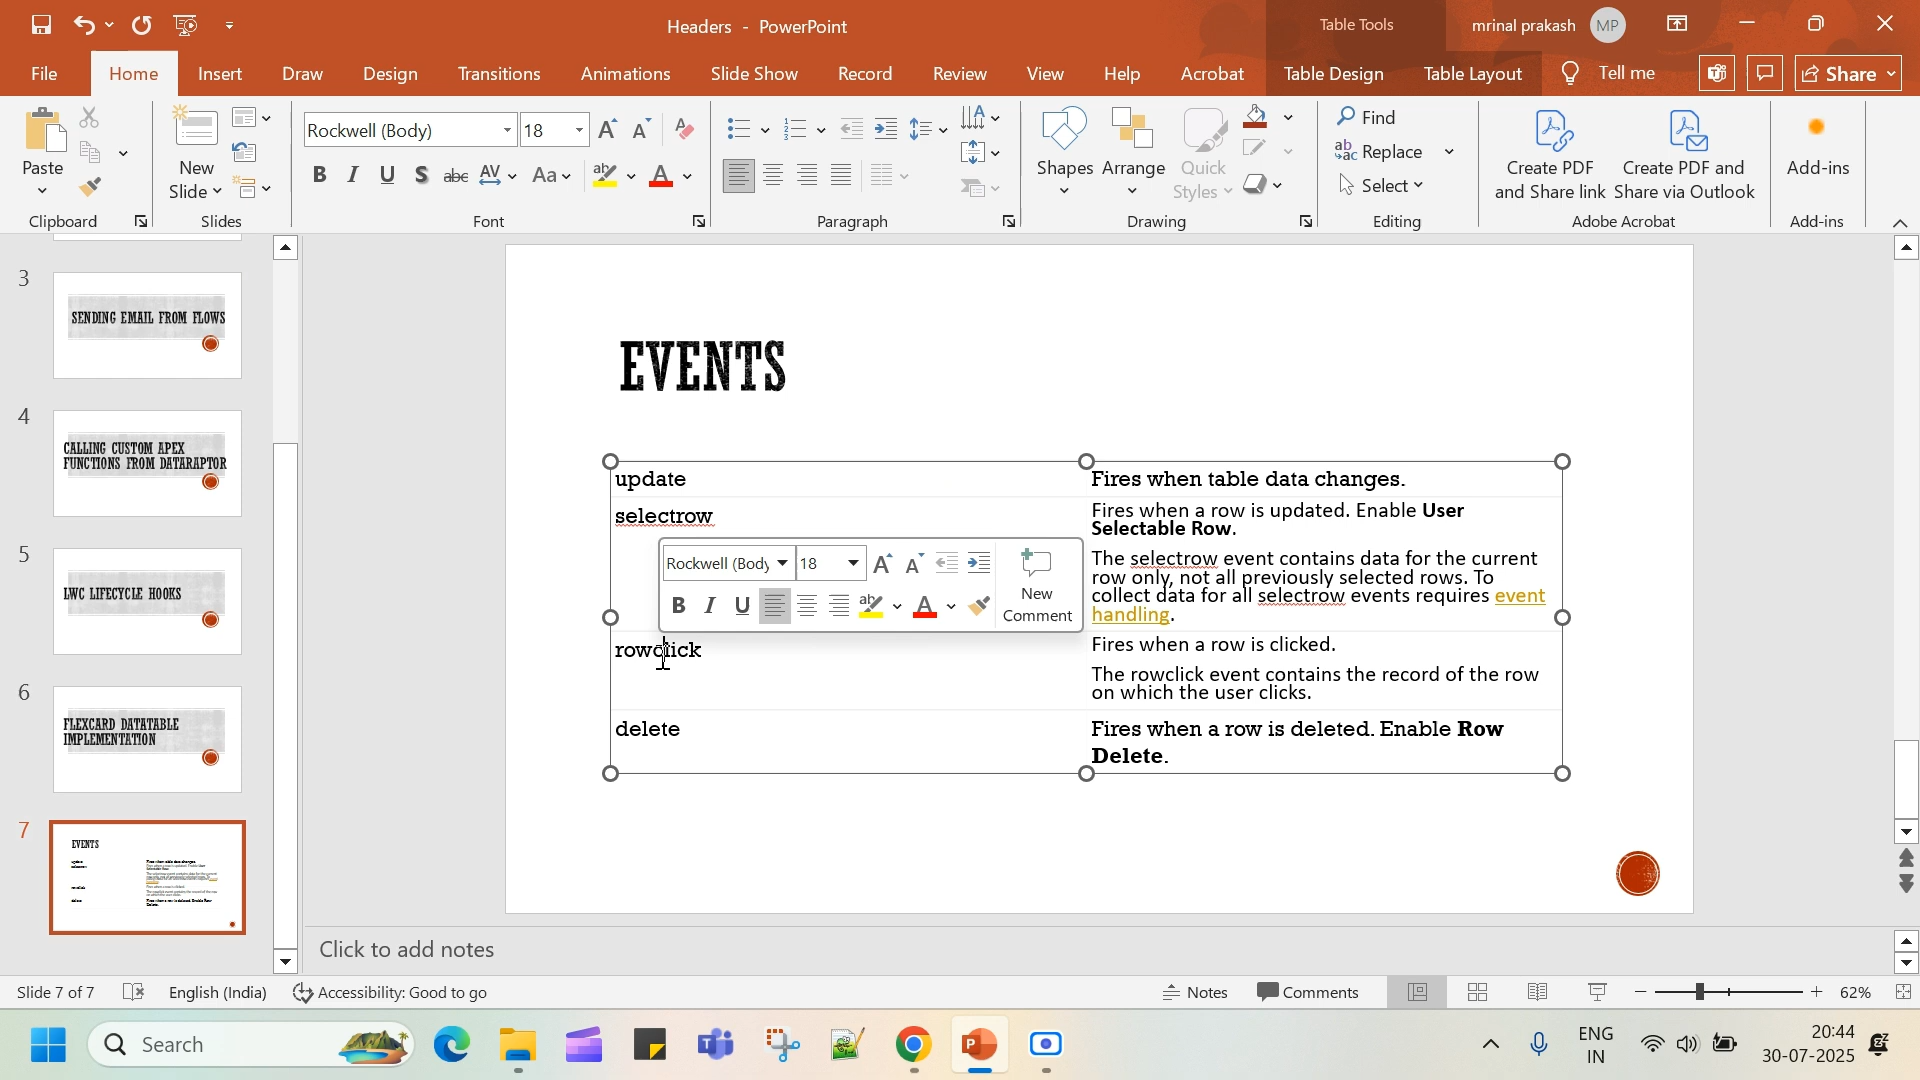 Headers - PowerPoint
Table Tools
mrinal prakash
MP
File
Home
Insert
Draw
Design
Transitions
Animations
Slide Show
Record
Review
View
Help
Acrobat
Table Design
Table Layout
Tell me
Share
Paste
New
Slide
Rockwell (Body)
18
Shapes
Arrange
Quick
Styles
Find
Replace
Select
Create PDF
and Share link
Create PDF and
Share via Outlook
Add-ins
Clipboard
Slides
Font
Paragraph
Drawing
Editing
Adobe Acrobat
Add-ins
3
SENDING EMAIL FROM FLOWS
4
CALLING CUSTOM APEX
FUNCTIONS FROM DATARAPTOR
5
LWC LIFECYCLE HOOKS
6
FLEXCARD DATATABLE
IMPLEMENTATION
7
EVENTS
EVENTS
update
Fires when table data changes.
selectrow
Fires when a row is updated. Enable User
Selectable Row.
The selectrow event contains data for the current
row only, not all previously selected rows. To
collect data for all selectrow events requires event
handling.
Rockwell (Body
18
New
Comment
rowclick
Fires when a row is clicked.
The rowclick event contains the record of the row
on which the user clicks.
delete
Fires when a row is deleted. Enable Row
Delete.
Click to add notes
Slide 7 of 7
English (India)
Accessibility: Good to go
Notes
Comments
62%
Search
ENG
IN
20:44
30-07-2025